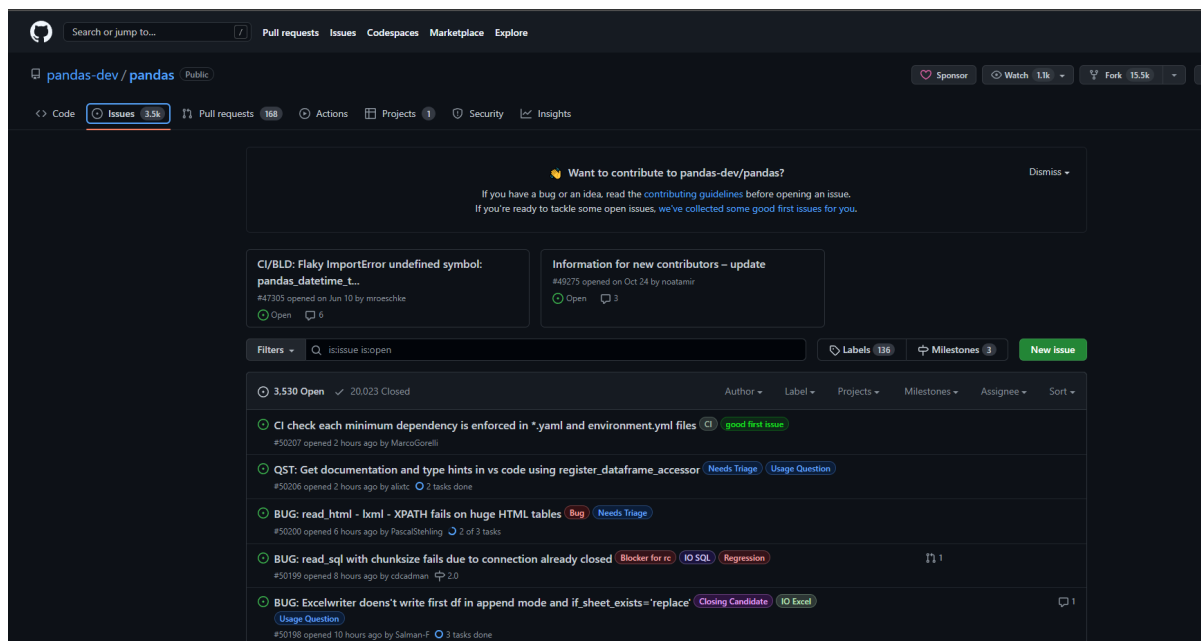 Search or jump to... /
Pull requests Issues Codespaces Marketplace Explore
pandas-dev / pandas Public
Sponsor Watch 1.1k Fork 15.5k
Code Issues 3.5k Pull requests 168 Actions Projects 1 Security Insights
👋 Want to contribute to pandas-dev/pandas?
Dismiss
If you have a bug or an idea, read the contributing guidelines before opening an issue.
If you're ready to tackle some open issues, we've collected some good first issues for you.
CI/BLD: Flaky ImportError undefined symbol:
pandas_datetime_t...
#47305 opened on Jun 10 by mroeschke
Open 6
Information for new contributors – update
#49275 opened on Oct 24 by noatamir
Open 3
Filters is:issue is:open Labels 136 Milestones 3 New issue
3,530 Open 20,023 Closed Author Label Projects Milestones Assignee Sort
CI check each minimum dependency is enforced in *.yaml and environment.yml files CI good first issue
#50207 opened 2 hours ago by MarcoGorelli
QST: Get documentation and type hints in vs code using register_dataframe_accessor Needs Triage Usage Question
#50206 opened 2 hours ago by alixtc 2 tasks done
BUG: read_html - lxml - XPATH fails on huge HTML tables Bug Needs Triage
#50200 opened 6 hours ago by PascalStehling 2 of 3 tasks
BUG: read_sql with chunksize fails due to connection already closed Blocker for rc IO SQL Regression 1
#50199 opened 8 hours ago by cdcadman 2.0
BUG: Excelwriter doens't write first df in append mode and if_sheet_exists='replace' Closing Candidate IO Excel 1
Usage Question
#50198 opened 10 hours ago by Salman-F 3 tasks done